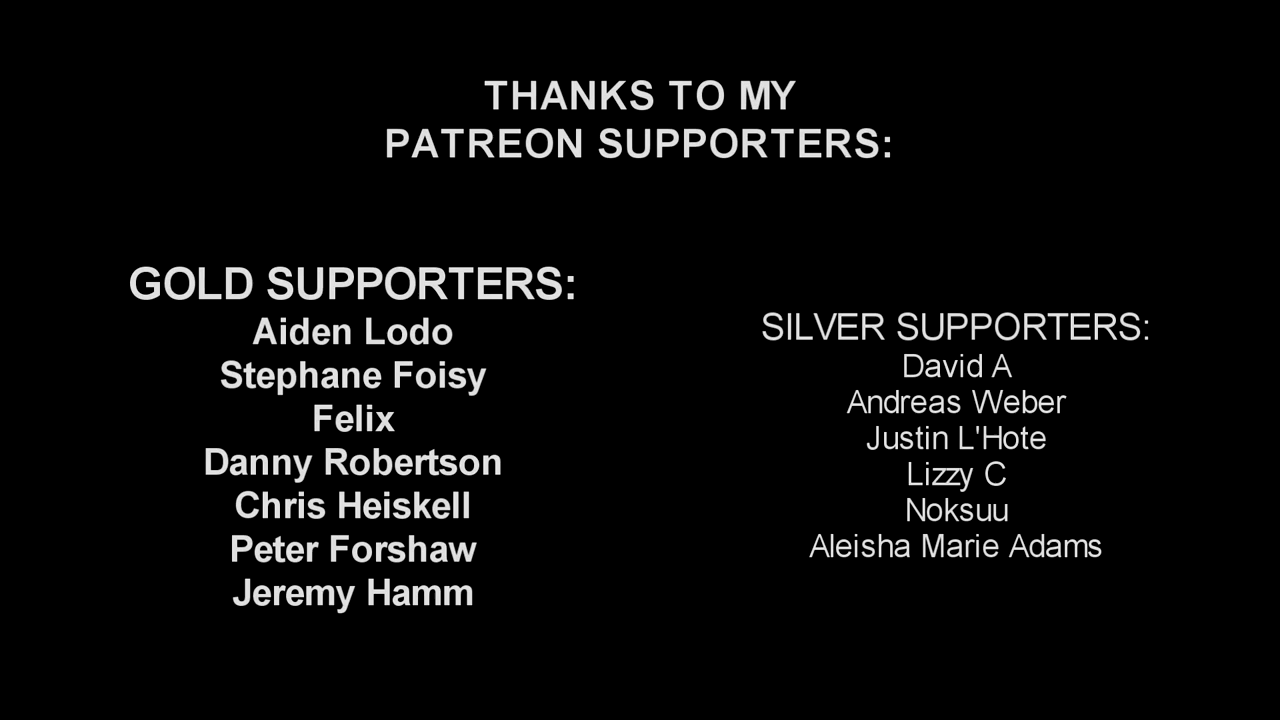 THANKS TO MY
PATREON SUPPORTERS:
GOLD SUPPORTERS:
Aiden Lodo
Stephane Foisy
Felix
Danny Robertson
Chris Heiskell
Peter Forshaw
Jeremy Hamm
SILVER SUPPORTERS:
David A
Andreas Weber
Justin L'Hote
Lizzy C
Noksuu
Aleisha Marie Adams